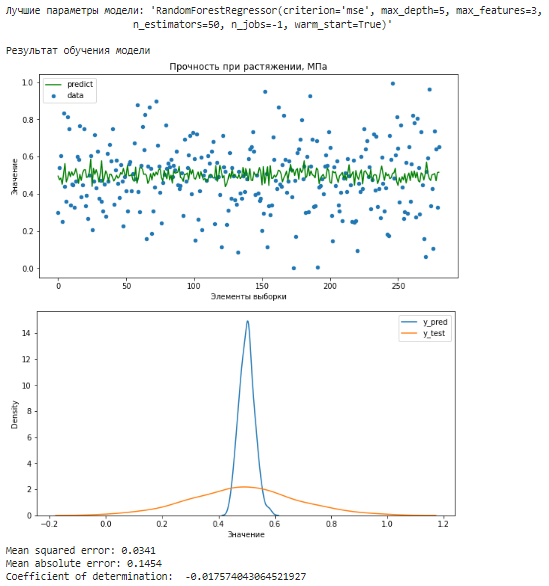 Лучшие параметры модели: 'RandomForestRegressor(criterion='mse', max_depth=5, max_features=3,
n_estimators=50, n_jobs=-1, warm_start=True)'
Результат обучения модели
Прочность при растяжении, МПа
predict
data
Значение
1.0
0.8
0.6
0.4
0.2
0.0
0 50 100 150 200 250
Элементы выборки
y_pred
y_test
Density
14
12
10
8
6
4
2
0
−0.2 0.0 0.2 0.4 0.6 0.8 1.0 1.2
Значение
Mean squared error: 0.0341
Mean absolute error: 0.1454
Coefficient of determination: -0.017574043064521927